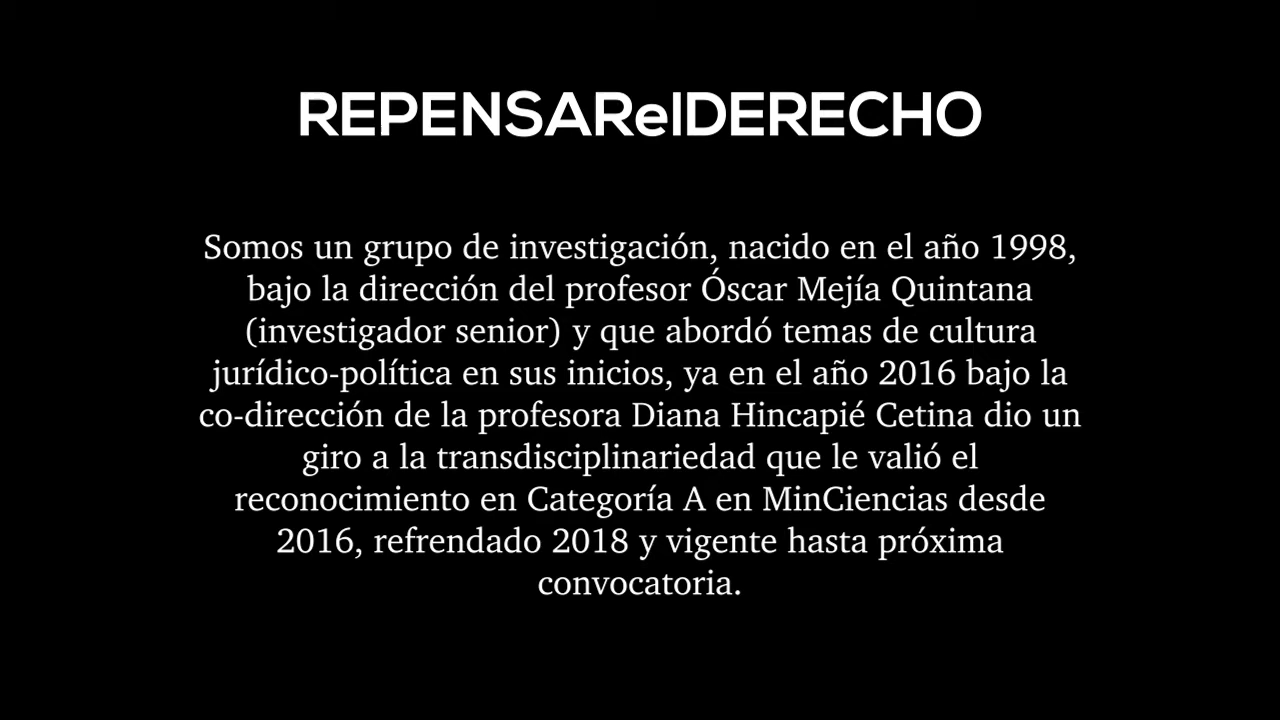 REPENSARelDERECHO
Somos un grupo de investigación, nacido en el año 1998,
bajo la dirección del profesor Óscar Mejía Quintana
(investigador senior) y que abordó temas de cultura
jurídico-política en sus inicios, ya en el año 2016 bajo la
co-dirección de la profesora Diana Hincapié Cetina dio un
giro a la transdisciplinariedad que le valió el
reconocimiento en Categoría A en MinCiencias desde
2016, refrendado 2018 y vigente hasta próxima
convocatoria.